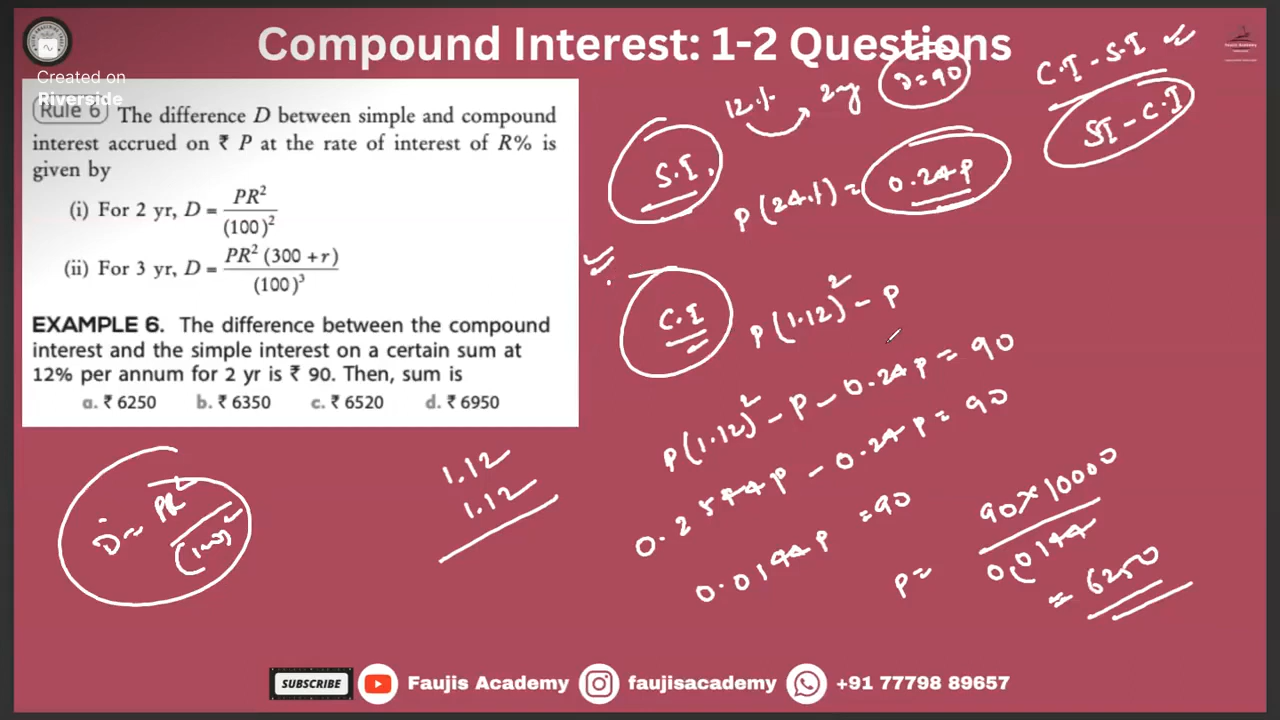 Compound Interest: 1-2 Questions
Created on
Riverside
Rule 6 The difference D between simple and compound
interest accrued on ₹ P at the rate of interest of R% is
given by
(i) For 2 yr, D = PR²/(100)²
(ii) For 3 yr, D = PR² (300 + r)/(100)³
EXAMPLE 6. The difference between the compound
interest and the simple interest on a certain sum at
12% per annum for 2 yr is ₹ 90. Then, sum is
a. ₹ 6250 b. ₹ 6350 c. ₹ 6520 d. ₹ 6950
D = PR²/(100)²
1.12
1.12
12% 2y D=90
C.I - S.I
SI - C.I
S.I.
P(24%) = 0.24P
C.I
P(1.12)² - P
P(1.12)² - P - 0.24P = 90
0.2544P - 0.24P = 90
0.0144P = 90
P = 90×10000/0.0144
= 6250
Faujis Academy
SUBSCRIBE
Faujis Academy
faujisacademy
+91 77798 89657